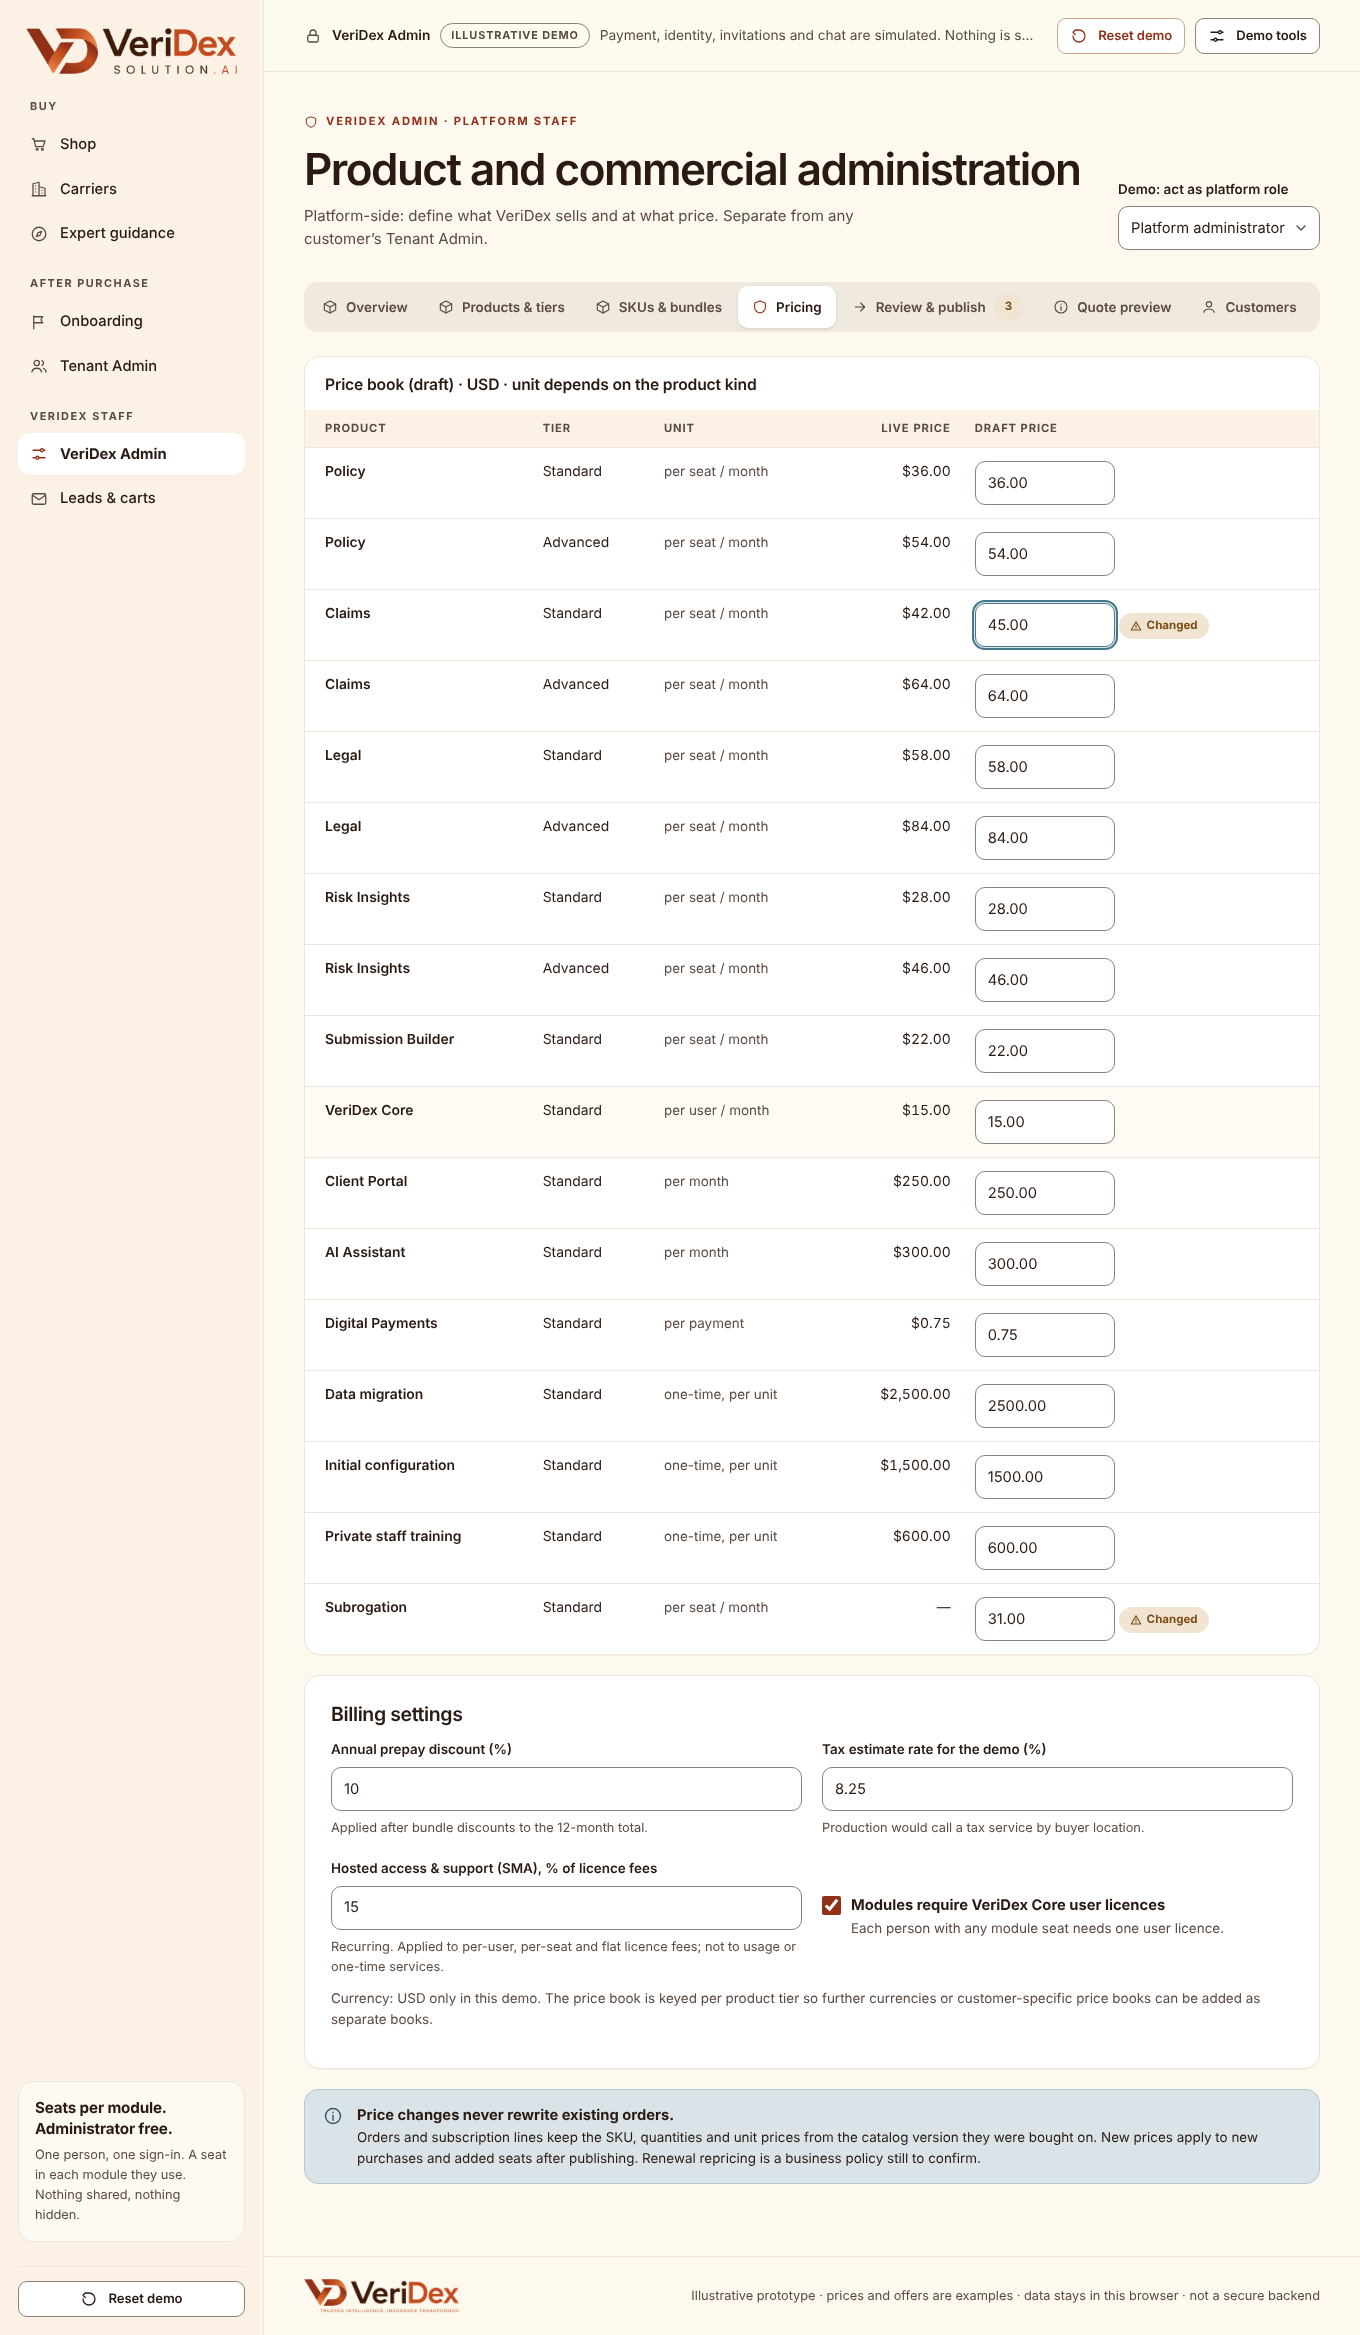 VeriDex
SOLUTION.AI
BUY
Shop
Carriers
Expert guidance
AFTER PURCHASE
Onboarding
Tenant Admin
VERIDEX STAFF
VeriDex Admin
Leads & carts
Seats per module.
Administrator free.
One person, one sign-in. A seat
in each module they use.
Nothing shared, nothing
hidden.
Reset demo
VeriDex Admin ILLUSTRATIVE DEMO Payment, identity, invitations and chat are simulated. Nothing is s... Reset demo Demo tools
VERIDEX ADMIN · PLATFORM STAFF
Product and commercial administration
Platform-side: define what VeriDex sells and at what price. Separate from any
customer’s Tenant Admin.
Demo: act as platform role
Platform administrator
Overview Products & tiers SKUs & bundles Pricing Review & publish 3 Quote preview Customers
Price book (draft) · USD · unit depends on the product kind
PRODUCT TIER UNIT LIVE PRICE DRAFT PRICE
Policy Standard per seat / month $36.00 36.00
Policy Advanced per seat / month $54.00 54.00
Claims Standard per seat / month $42.00 45.00 Changed
Claims Advanced per seat / month $64.00 64.00
Legal Standard per seat / month $58.00 58.00
Legal Advanced per seat / month $84.00 84.00
Risk Insights Standard per seat / month $28.00 28.00
Risk Insights Advanced per seat / month $46.00 46.00
Submission Builder Standard per seat / month $22.00 22.00
VeriDex Core Standard per user / month $15.00 15.00
Client Portal Standard per month $250.00 250.00
AI Assistant Standard per month $300.00 300.00
Digital Payments Standard per payment $0.75 0.75
Data migration Standard one-time, per unit $2,500.00 2500.00
Initial configuration Standard one-time, per unit $1,500.00 1500.00
Private staff training Standard one-time, per unit $600.00 600.00
Subrogation Standard per seat / month — 31.00 Changed
Billing settings
Annual prepay discount (%)
10
Applied after bundle discounts to the 12-month total.
Tax estimate rate for the demo (%)
8.25
Production would call a tax service by buyer location.
Hosted access & support (SMA), % of licence fees
15
Recurring. Applied to per-user, per-seat and flat licence fees; not to usage or
one-time services.
Modules require VeriDex Core user licences
Each person with any module seat needs one user licence.
Currency: USD only in this demo. The price book is keyed per product tier so further currencies or customer-specific price books can be added as
separate books.
Price changes never rewrite existing orders.
Orders and subscription lines keep the SKU, quantities and unit prices from the catalog version they were bought on. New prices apply to new
purchases and added seats after publishing. Renewal repricing is a business policy still to confirm.
VeriDex
TRUSTED INTELLIGENCE, INSURANCE TRANSFORMED
Illustrative prototype · prices and offers are examples · data stays in this browser · not a secure backend